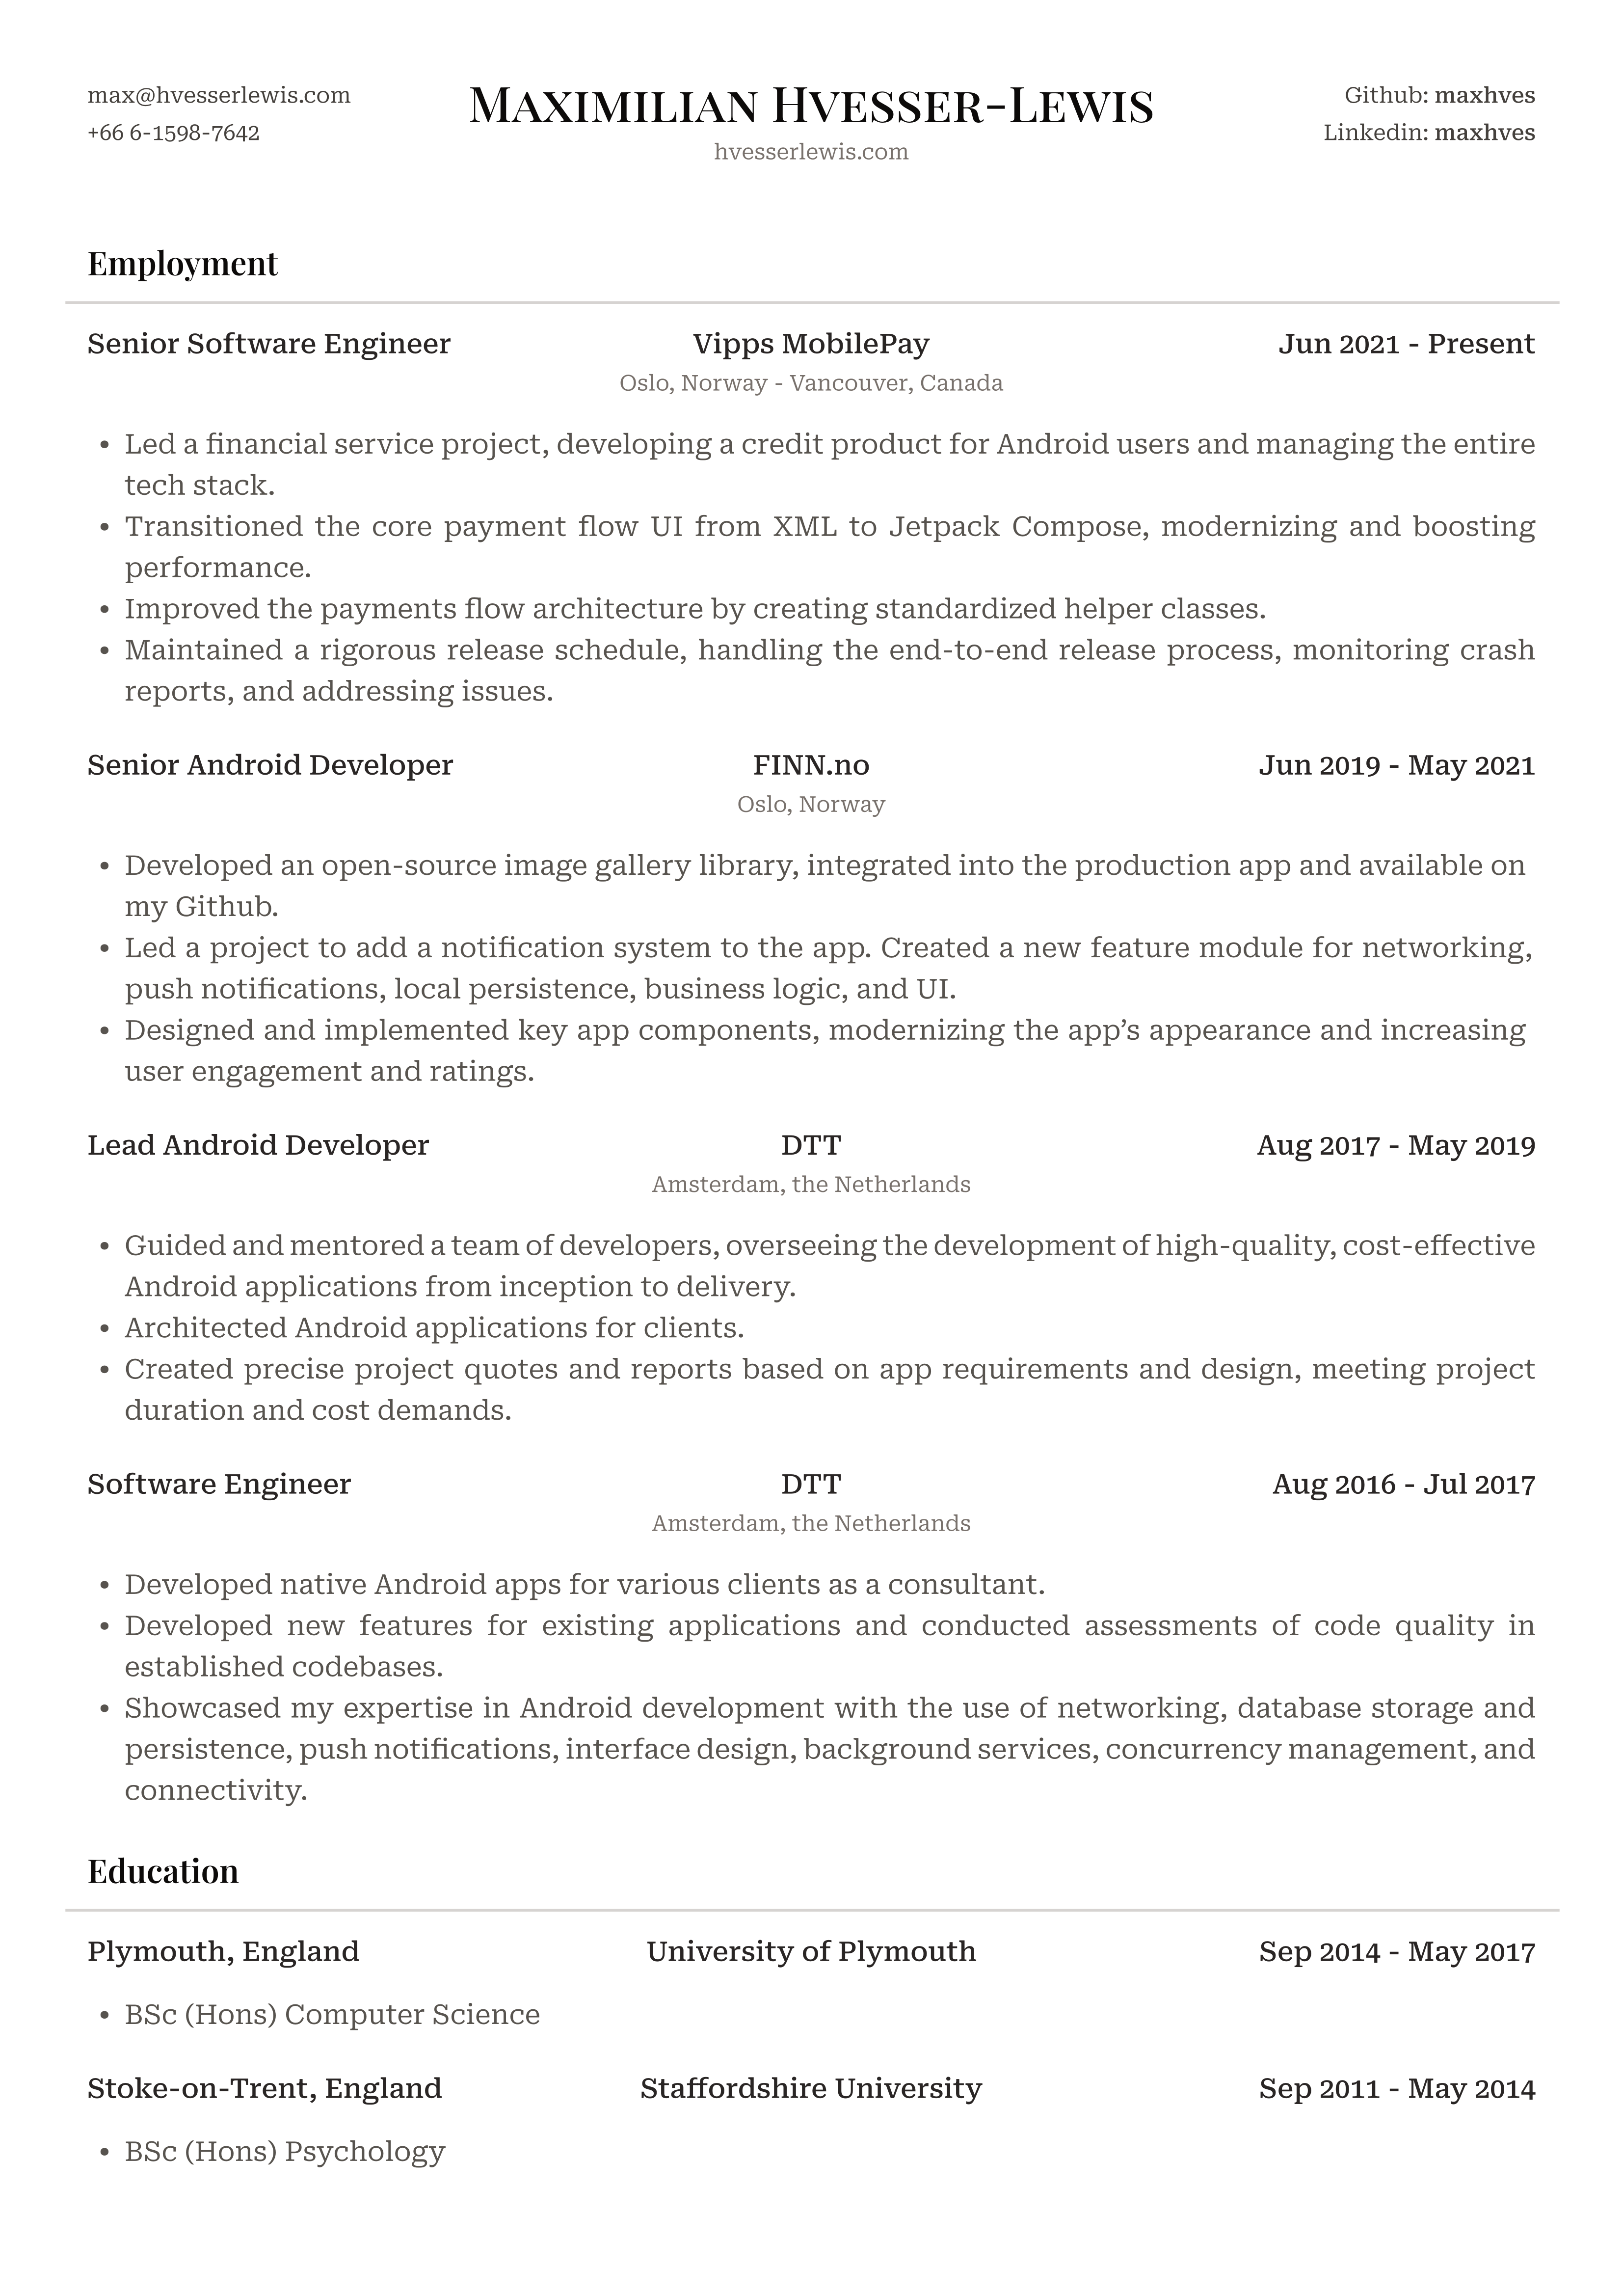 max@hvesserlewis.com
+66 6-1598-7642
Maximilian Hvesser-Lewis
hvesserlewis.com
Github: maxhves
Linkedin: maxhves
Employment
Senior Software Engineer Vipps MobilePay Jun 2021 - Present
Oslo, Norway - Vancouver, Canada
• Led a financial service project, developing a credit product for Android users and managing the entire
tech stack.
• Transitioned the core payment flow UI from XML to Jetpack Compose, modernizing and boosting
performance.
• Improved the payments flow architecture by creating standardized helper classes.
• Maintained a rigorous release schedule, handling the end-to-end release process, monitoring crash
reports, and addressing issues.
Senior Android Developer FINN.no Jun 2019 - May 2021
Oslo, Norway
• Developed an open-source image gallery library, integrated into the production app and available on
my Github.
• Led a project to add a notification system to the app. Created a new feature module for networking,
push notifications, local persistence, business logic, and UI.
• Designed and implemented key app components, modernizing the app’s appearance and increasing
user engagement and ratings.
Lead Android Developer DTT Aug 2017 - May 2019
Amsterdam, the Netherlands
• Guided and mentored a team of developers, overseeing the development of high-quality, cost-effective
Android applications from inception to delivery.
• Architected Android applications for clients.
• Created precise project quotes and reports based on app requirements and design, meeting project
duration and cost demands.
Software Engineer DTT Aug 2016 - Jul 2017
Amsterdam, the Netherlands
• Developed native Android apps for various clients as a consultant.
• Developed new features for existing applications and conducted assessments of code quality in
established codebases.
• Showcased my expertise in Android development with the use of networking, database storage and
persistence, push notifications, interface design, background services, concurrency management, and
connectivity.
Education
Plymouth, England University of Plymouth Sep 2014 - May 2017
• BSc (Hons) Computer Science
Stoke-on-Trent, England Staffordshire University Sep 2011 - May 2014
• BSc (Hons) Psychology